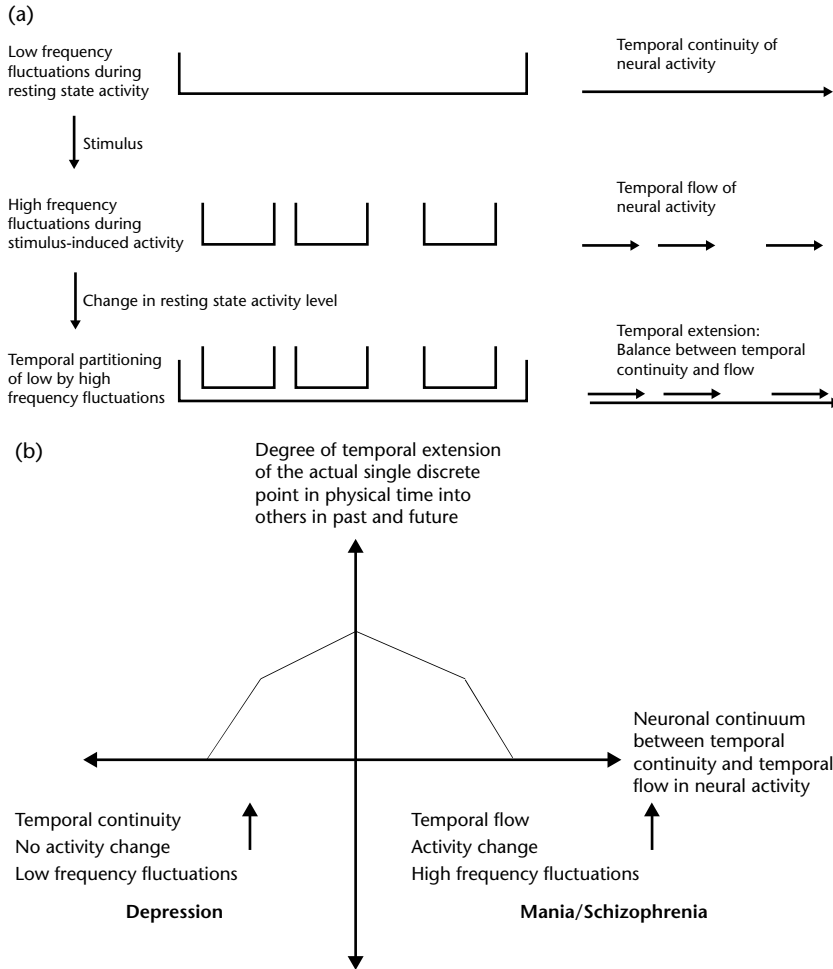 (a)
Low frequency
fluctuations during
resting state activity
Temporal continuity of
neural activity
Stimulus
High frequency
fluctuations during
stimulus-induced activity
Temporal flow of
neural activity
Change in resting state activity level
Temporal partitioning
of low by high
frequency fluctuations
Temporal extension:
Balance between temporal
continuity and flow
(b)
Degree of temporal extension
of the actual single discrete
point in physical time into
others in past and future
Neuronal continuum
between temporal
continuity and temporal
flow in neural activity
Temporal continuity
No activity change
Low frequency fluctuations
Depression
Temporal flow
Activity change
High frequency fluctuations
Mania/Schizophrenia